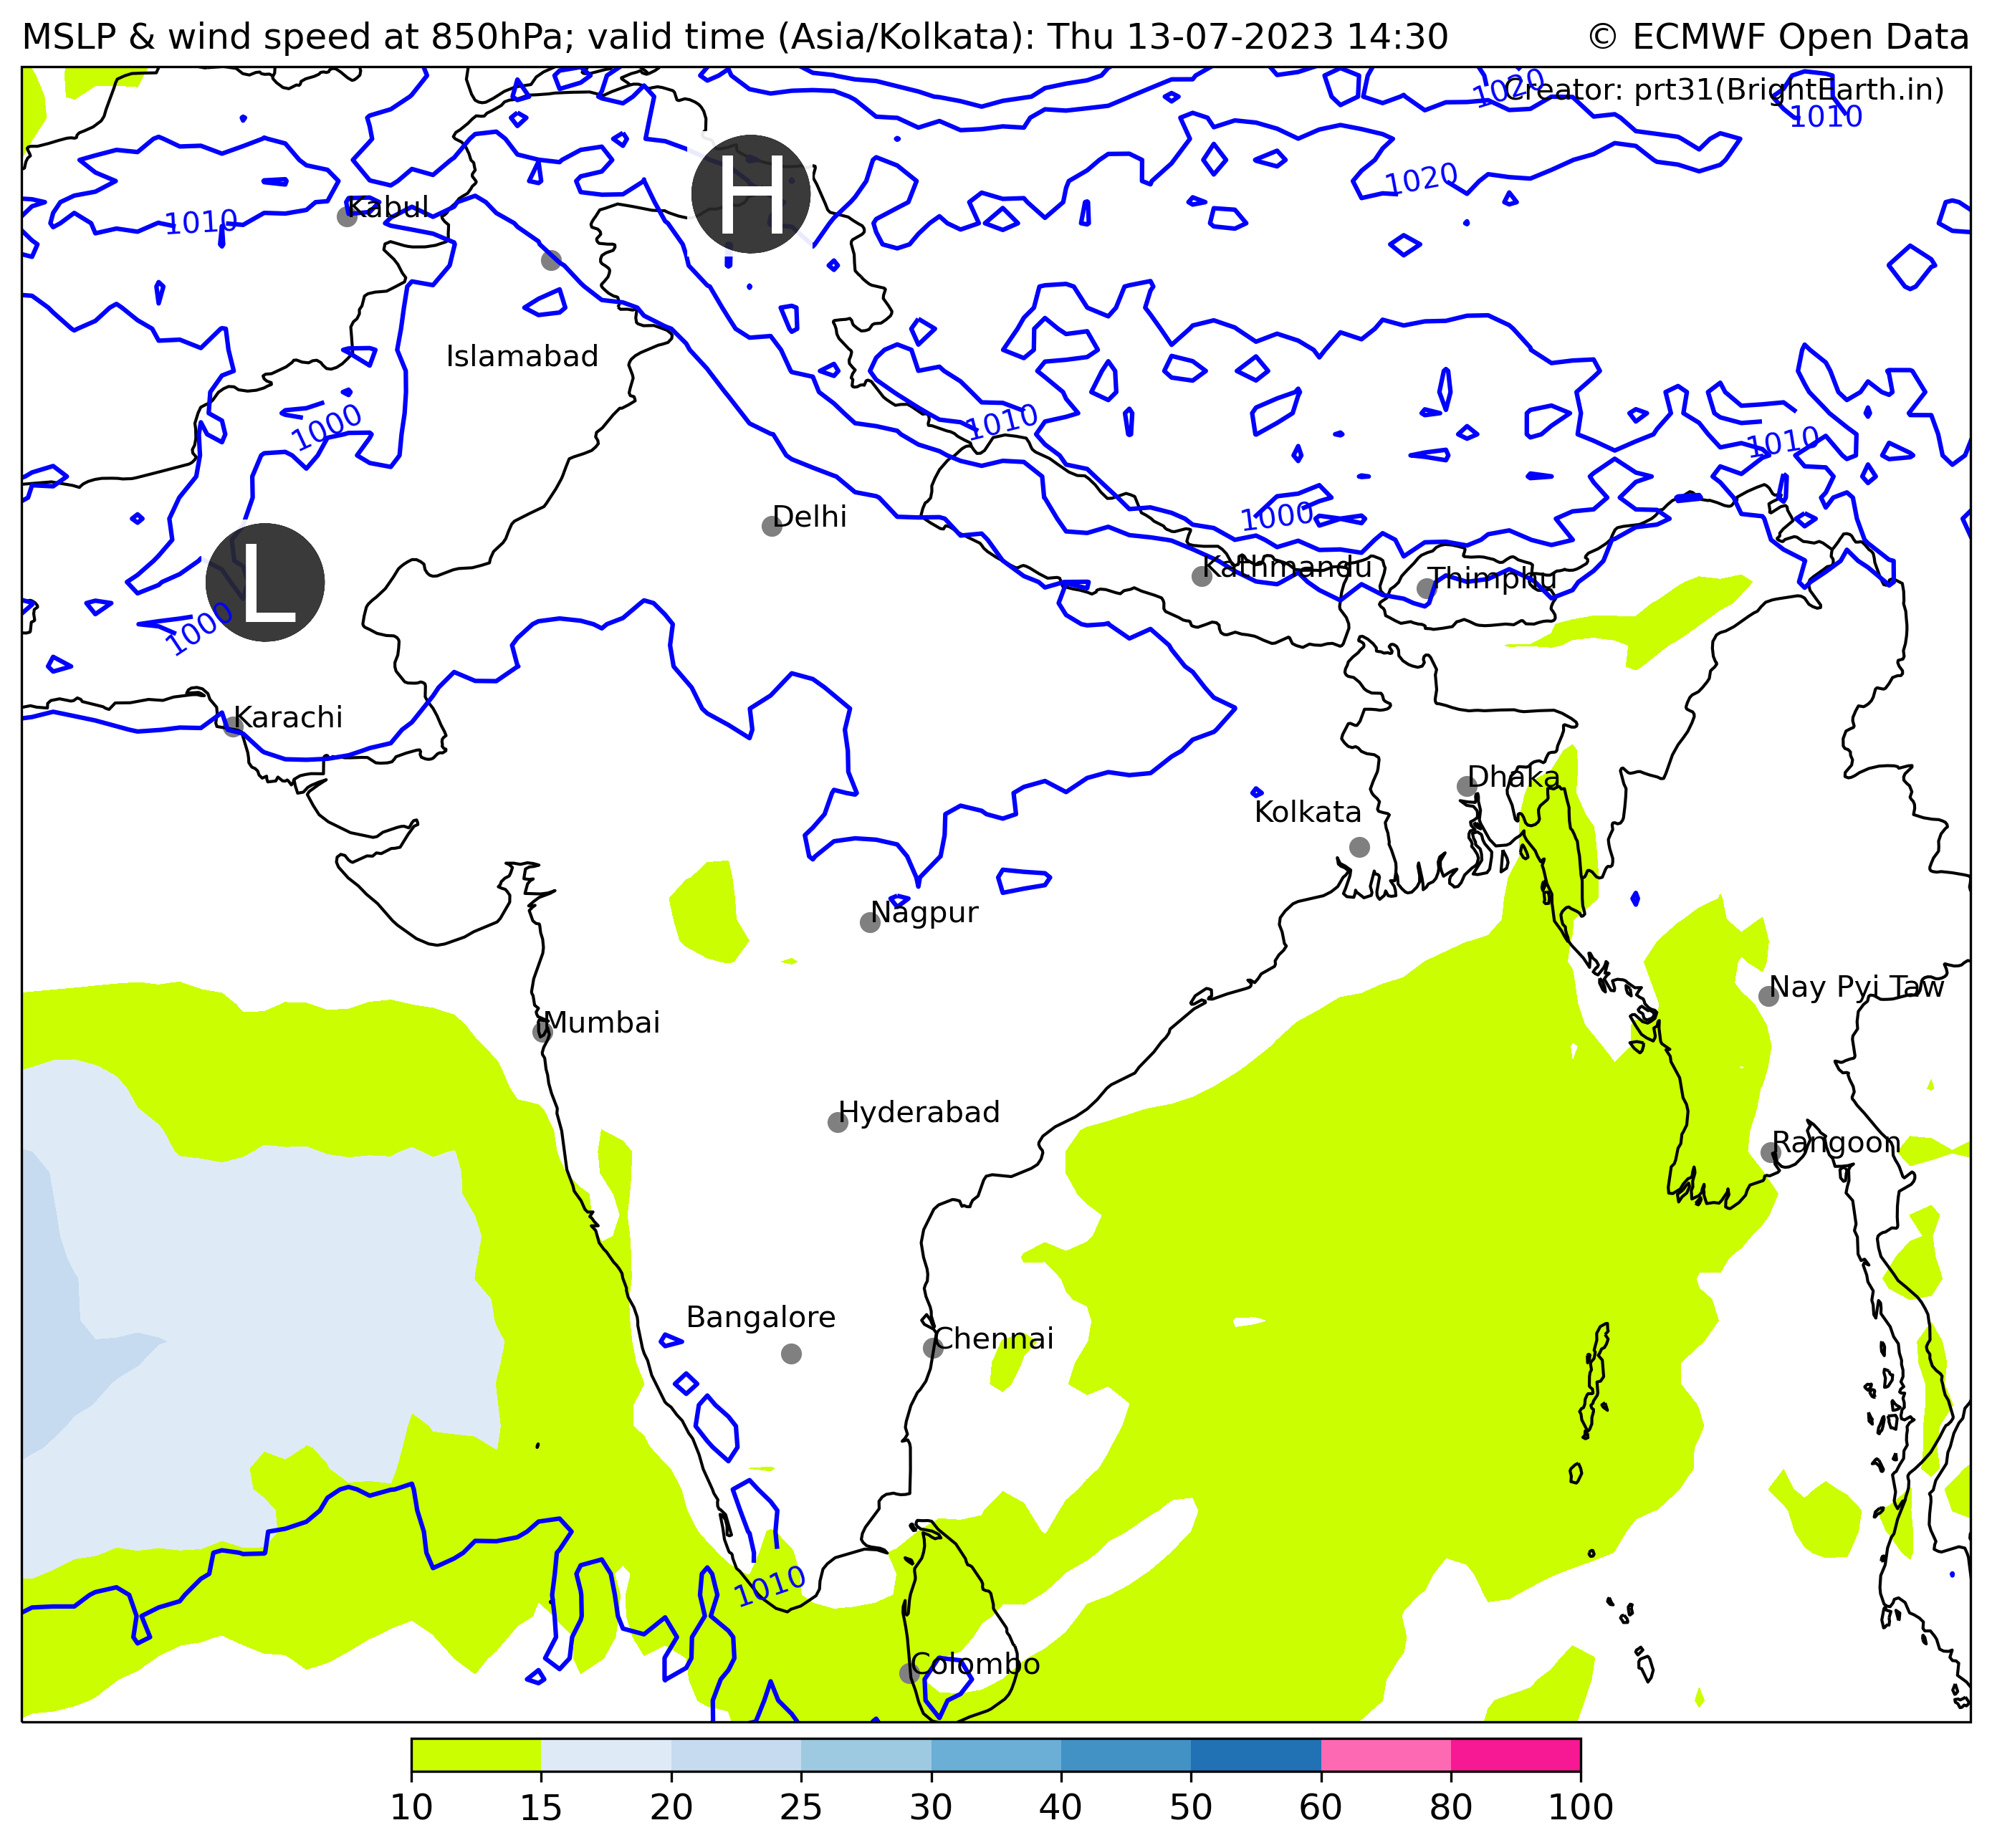 MSLP & wind speed at 850hPa; valid time (Asia/Kolkata): Thu 13-07-2023 14:30 © ECMWF Open Data
1020
Creator: prt31(BrightEarth.in)
1010
H
1020
Kabul
1010
Islamabad
1000
1010
1010
Delhi
1000
L
Kathmandu
Thimphu
1000
Karachi
Dhaka
Kolkata
Nagpur
Nay Pyi Taw
Mumbai
Hyderabad
Rangoon
Bangalore
Chennai
1010
Colombo
10 15 20 25 30 40 50 60 80 100